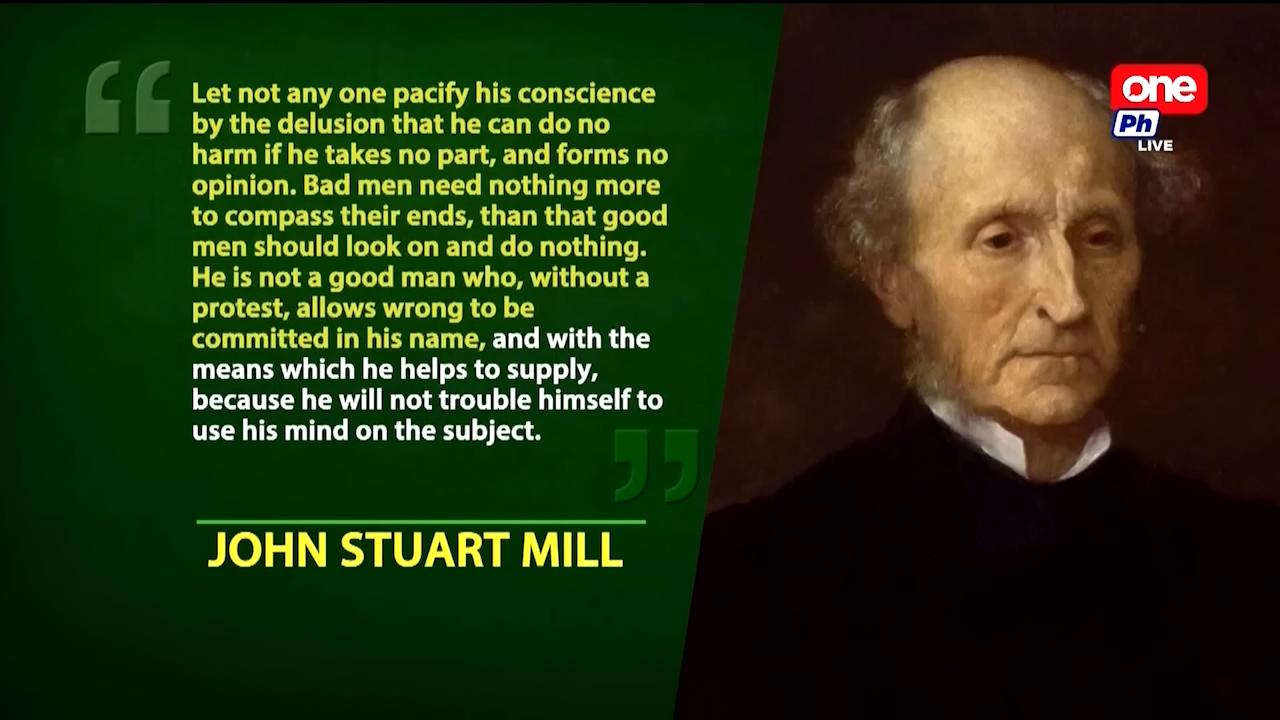 Let not any one pacify his conscience
by the delusion that he can do no
harm if he takes no part, and forms no
opinion. Bad men need nothing more
to compass their ends, than that good
men should look on and do nothing.
He is not a good man who, without a
protest, allows wrong to be
committed in his name, and with the
means which he helps to supply,
because he will not trouble himself to
use his mind on the subject.
JOHN STUART MILL
one
Ph
LIVE